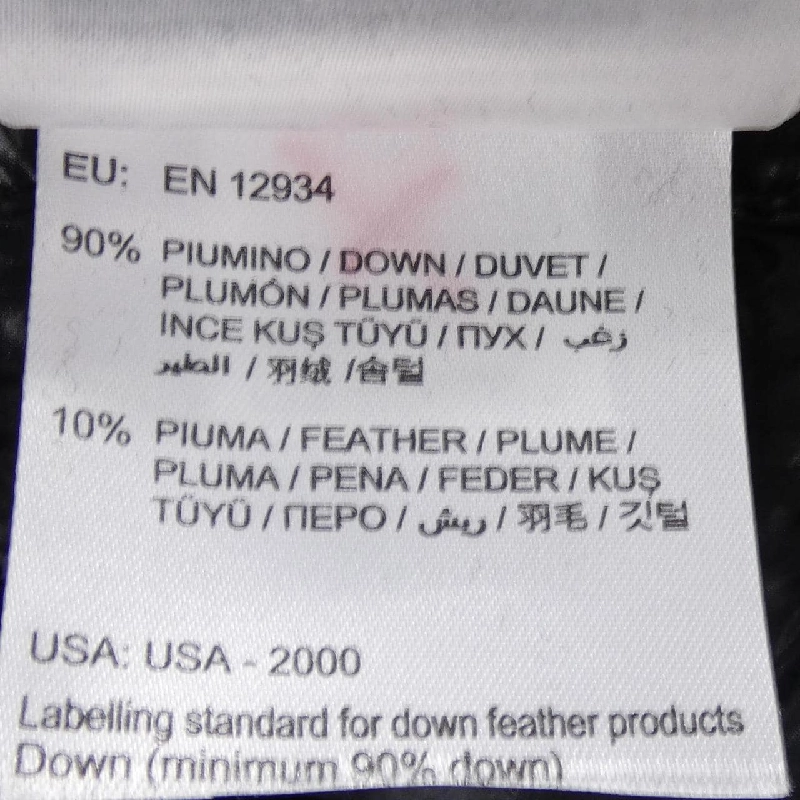 EU: EN 12934
90% PIUMINO / DOWN / DUVET /
PLUMÓN / PLUMAS / DAUNE /
INCE KUŞ TÜYÜ / ПУХ / زغب
الطير / 羽绒 /솜털
10% PIUMA / FEATHER / PLUME /
PLUMA / PENA / FEDER / KUŞ
TÜYÜ / ПЕРО / ريش / 羽毛 / 깃털
USA: USA - 2000
Labelling standard for down feather products
Down (minimum 90% down)